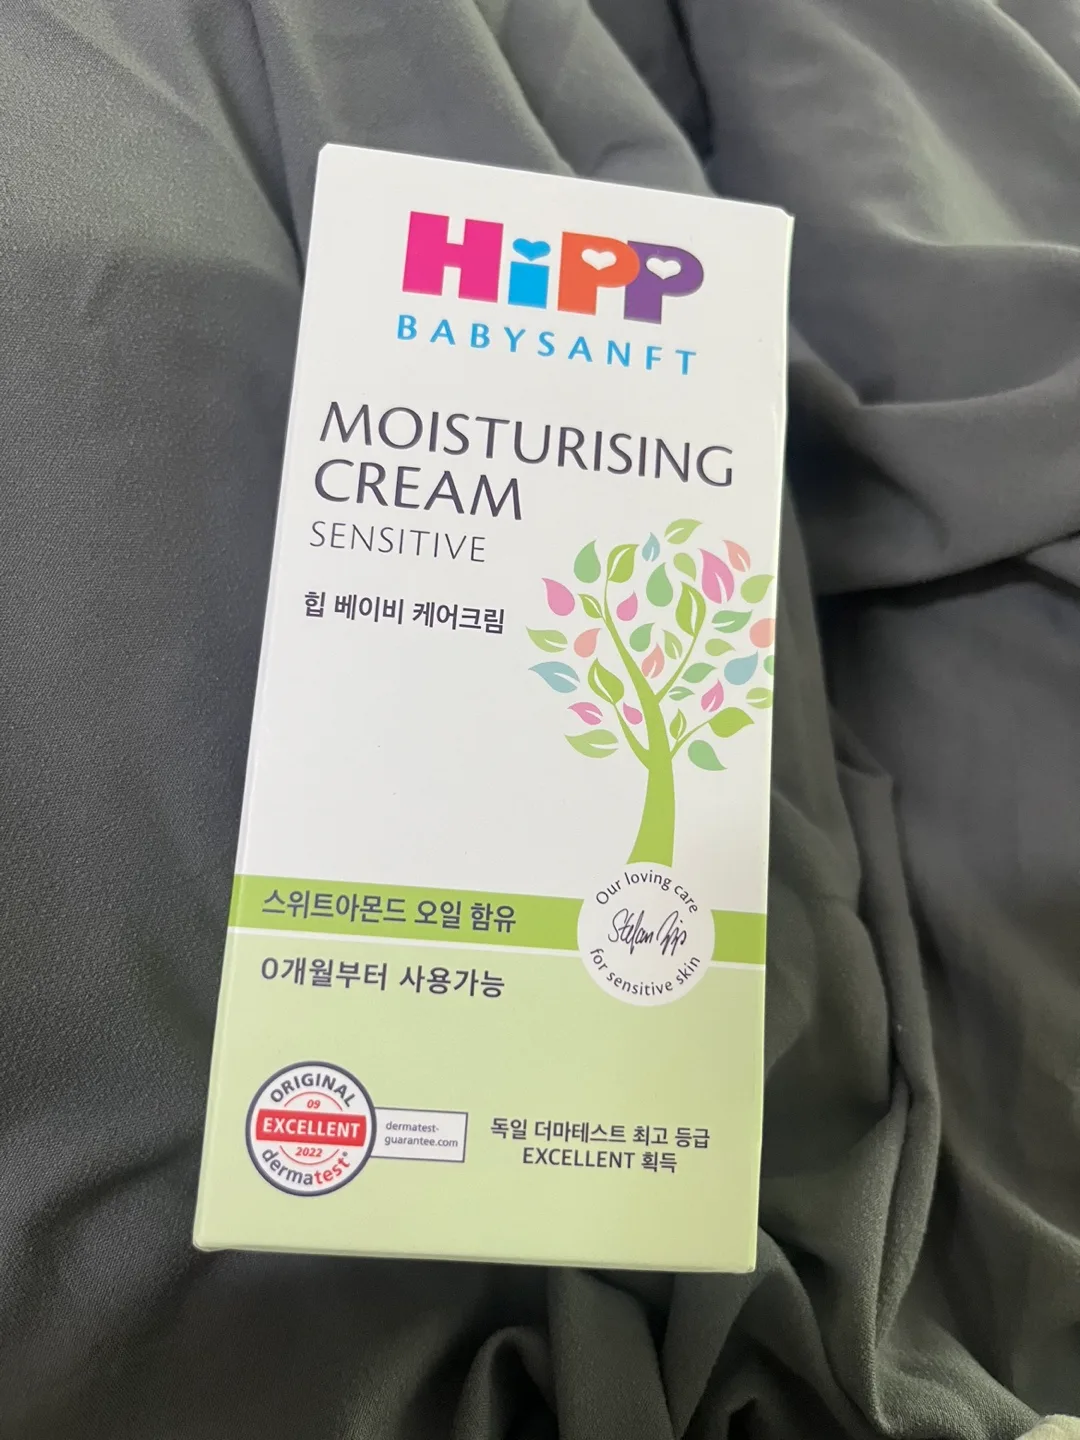 HiPP
BABYSANFT
MOISTURISING
CREAM
SENSITIVE
힙 베이비 케어크림
스위트아몬드 오일 함유
0개월부터 사용가능
Our loving care
Stefan Hipp
for sensitive skin
ORIGINAL
09
EXCELLENT
2022
dermatest®
dermatest-
guarantee.com
독일 더마테스트 최고 등급
EXCELLENT 획득